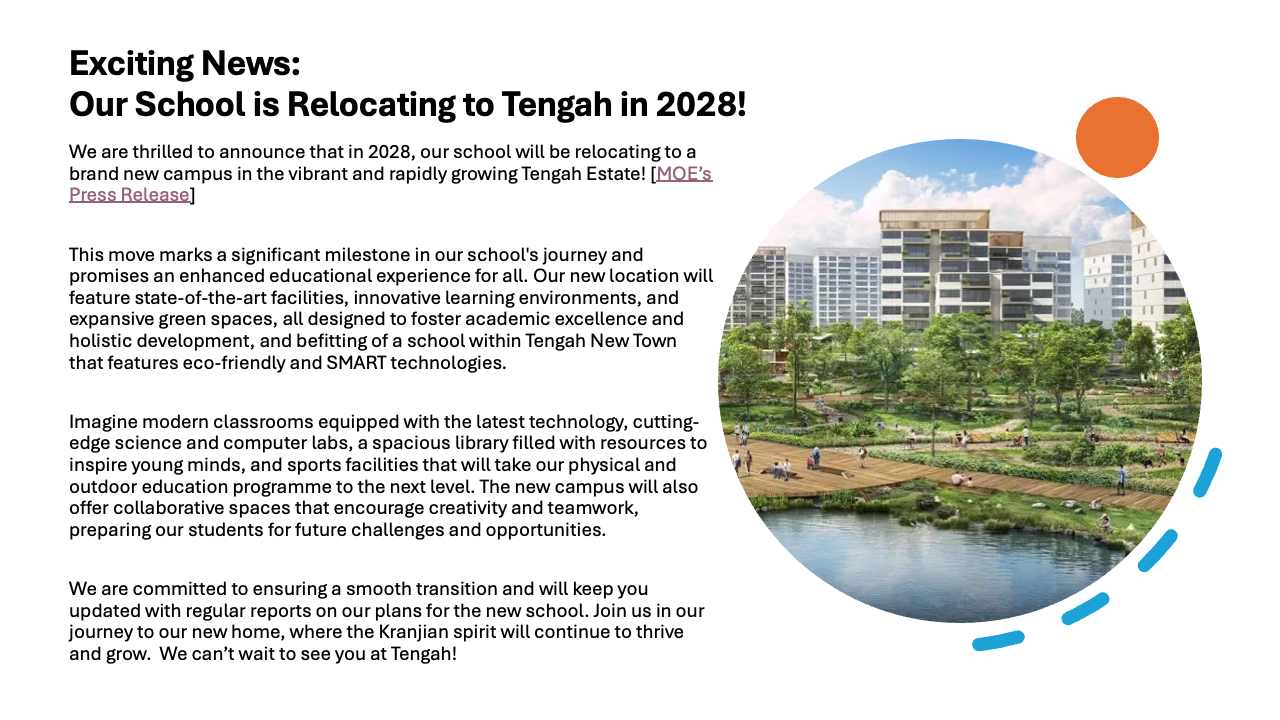 Exciting News:
Our School is Relocating to Tengah in 2028!
We are thrilled to announce that in 2028, our school will be relocating to a
brand new campus in the vibrant and rapidly growing Tengah Estate! [MOE’s
Press Release]
This move marks a significant milestone in our school's journey and
promises an enhanced educational experience for all. Our new location will
feature state-of-the-art facilities, innovative learning environments, and
expansive green spaces, all designed to foster academic excellence and
holistic development, and befitting of a school within Tengah New Town
that features eco-friendly and SMART technologies.
Imagine modern classrooms equipped with the latest technology, cutting-
edge science and computer labs, a spacious library filled with resources to
inspire young minds, and sports facilities that will take our physical and
outdoor education programme to the next level. The new campus will also
offer collaborative spaces that encourage creativity and teamwork,
preparing our students for future challenges and opportunities.
We are committed to ensuring a smooth transition and will keep you
updated with regular reports on our plans for the new school. Join us in our
journey to our new home, where the Kranjian spirit will continue to thrive
and grow.  We can’t wait to see you at Tengah!